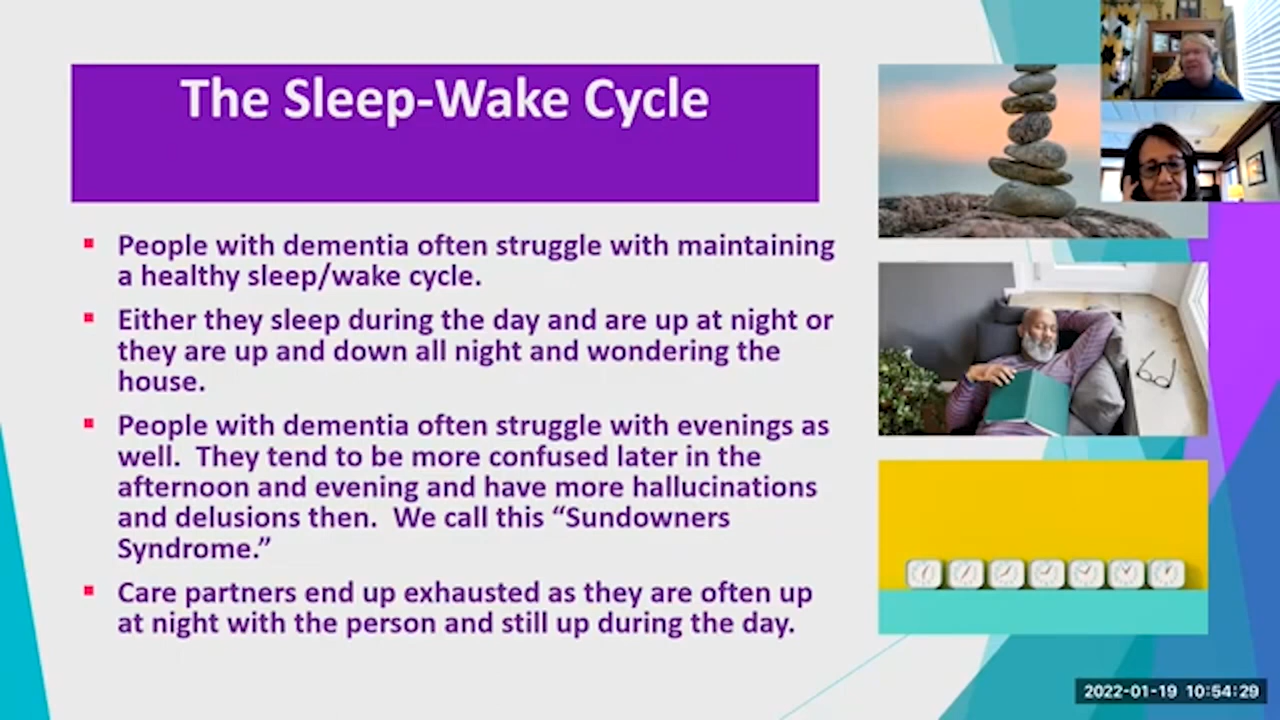 The Sleep-Wake Cycle
People with dementia often struggle with maintaining
a healthy sleep/wake cycle.
Either they sleep during the day and are up at night or
they are up and down all night and wondering the
house.
People with dementia often struggle with evenings as
well.  They tend to be more confused later in the
afternoon and evening and have more hallucinations
and delusions then.  We call this “Sundowners
Syndrome.”
Care partners end up exhausted as they are often up
at night with the person and still up during the day.
2022-01-19 10:54:29